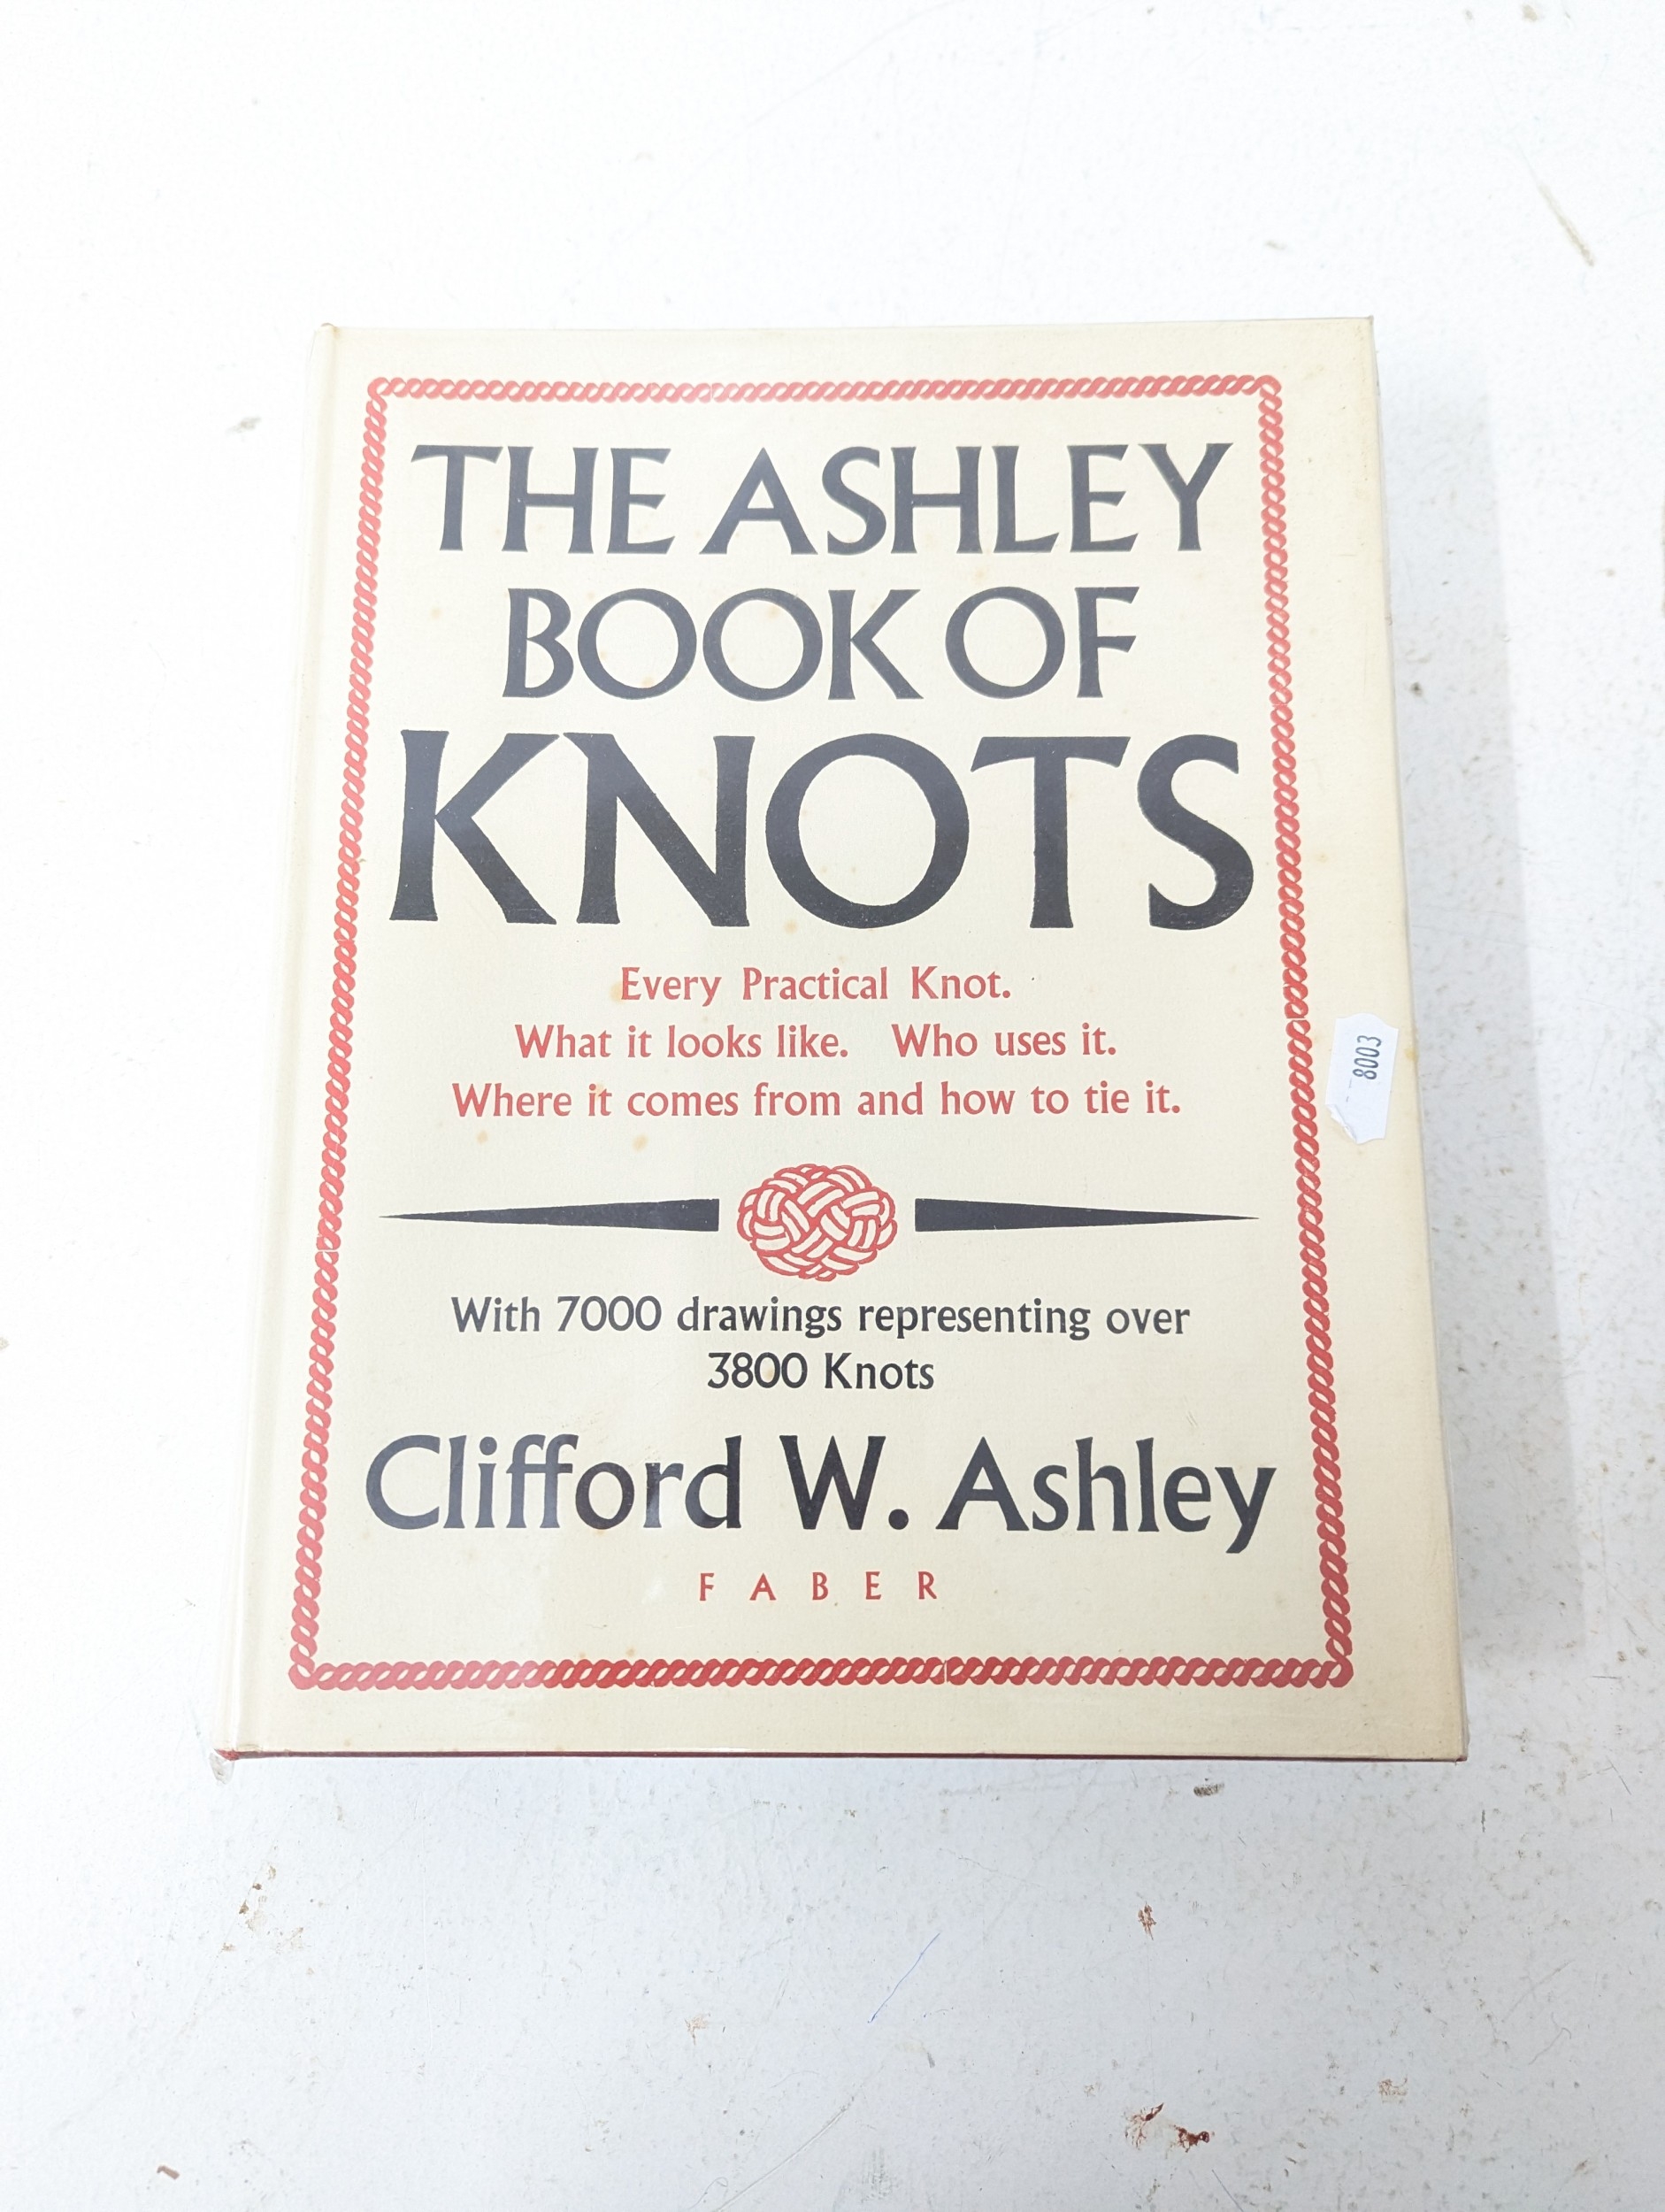 THE ASHLEY
BOOK OF
KNOTS
Every Practical Knot.
What it looks like. Who uses it.
Where it comes from and how to tie it.
8003
With 7000 drawings representing over
3800 Knots
Clifford W. Ashley
FABER